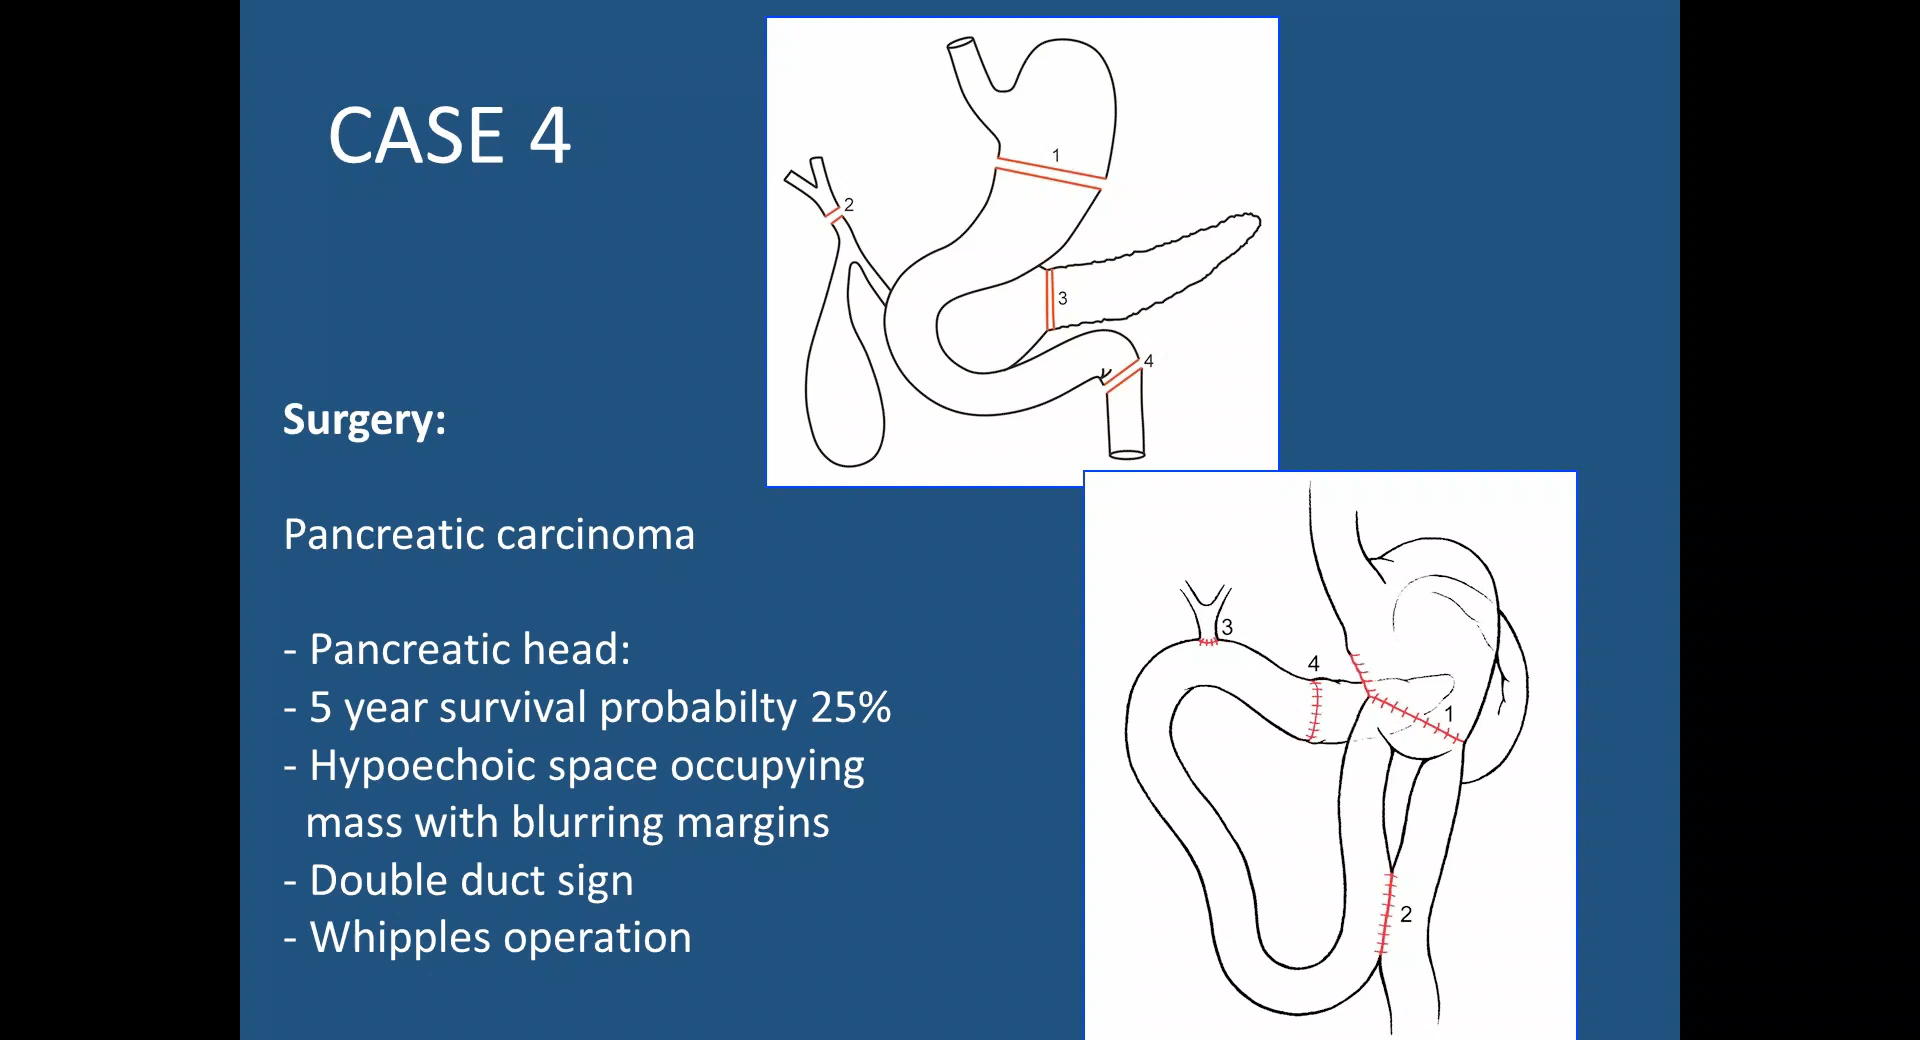 CASE 4
Surgery:
Pancreatic carcinoma
- Pancreatic head:
- 5 year survival probabilty 25%
- Hypoechoic space occupying
mass with blurring margins
- Double duct sign
- Whipples operation
1
2
3
4
3
4
1
2